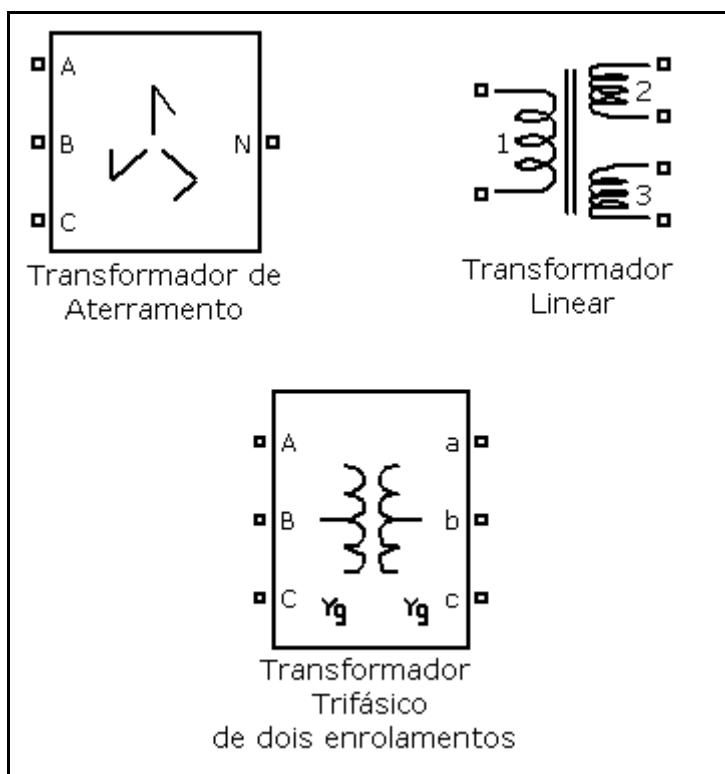 A
B
C
N
Transformador de
Aterramento
1
2
3
Transformador
Linear
A
B
C
a
b
c
Yg
Yg
Transformador
Trifásico
de dois enrolamentos